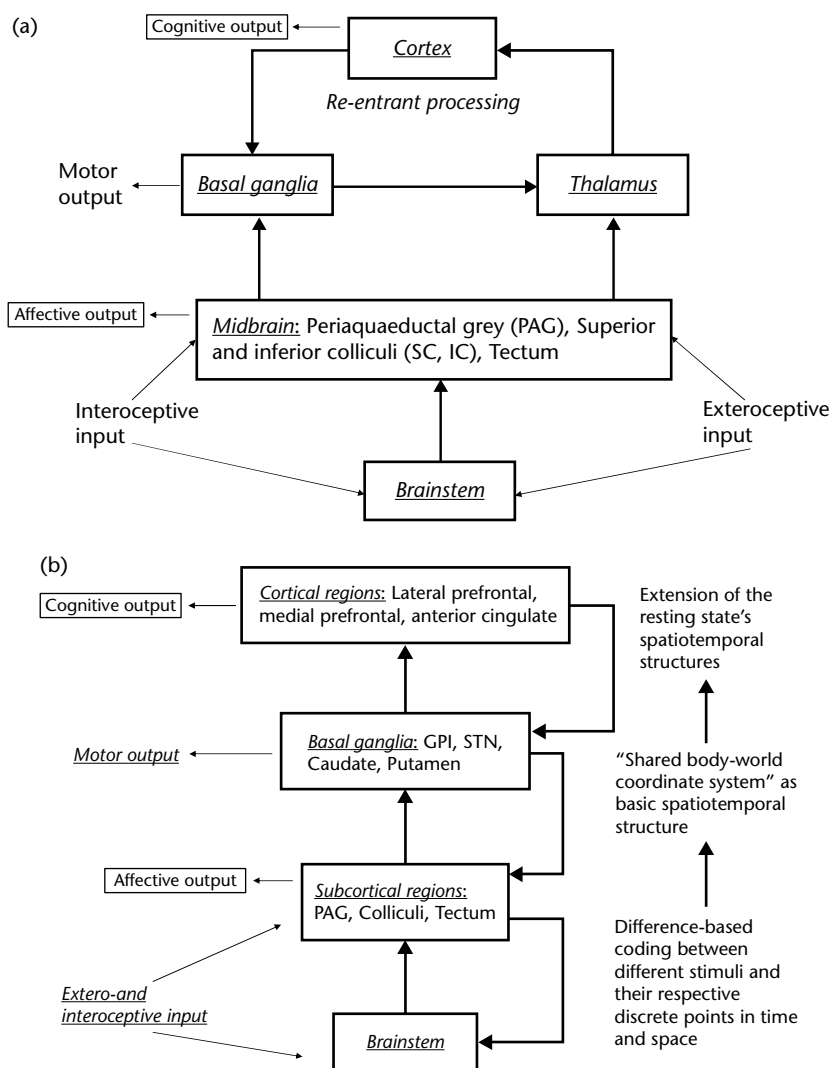 (a)
Cognitive output
Cortex
Re-entrant processing
Motor
output
Basal ganglia
Thalamus
Affective output
Midbrain: Periaquaeductal grey (PAG), Superior
and inferior colliculi (SC, IC), Tectum
Interoceptive
input
Exteroceptive
input
Brainstem
(b)
Cognitive output
Cortical regions: Lateral prefrontal,
medial prefrontal, anterior cingulate
Extension of the
resting state's
spatiotemporal
structures
Motor output
Basal ganglia: GPI, STN,
Caudate, Putamen
“Shared body-world
coordinate system” as
basic spatiotemporal
structure
Affective output
Subcortical regions:
PAG, Colliculi, Tectum
Extero-and
interoceptive input
Brainstem
Difference-based
coding between
different stimuli and
their respective
discrete points in time
and space